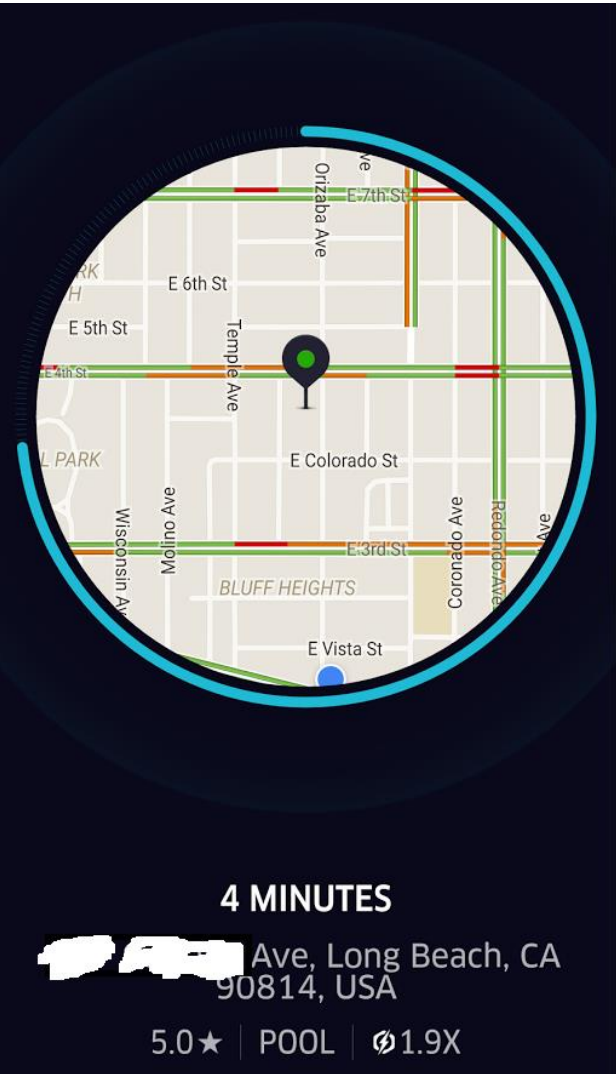 ve
Orizaba Ave
E 7th St
RK
H
E 6th St
E 5th St
Temple Ave
E 4th St
L PARK
E Colorado St
Wisconsin Av
Molino Ave
Coronado Ave
Redondo Ave
Ave
E 3rd St
BLUFF HEIGHTS
E Vista St
4 MINUTES
Ave, Long Beach, CA
90814, USA
5.0★ | POOL | 1.9X